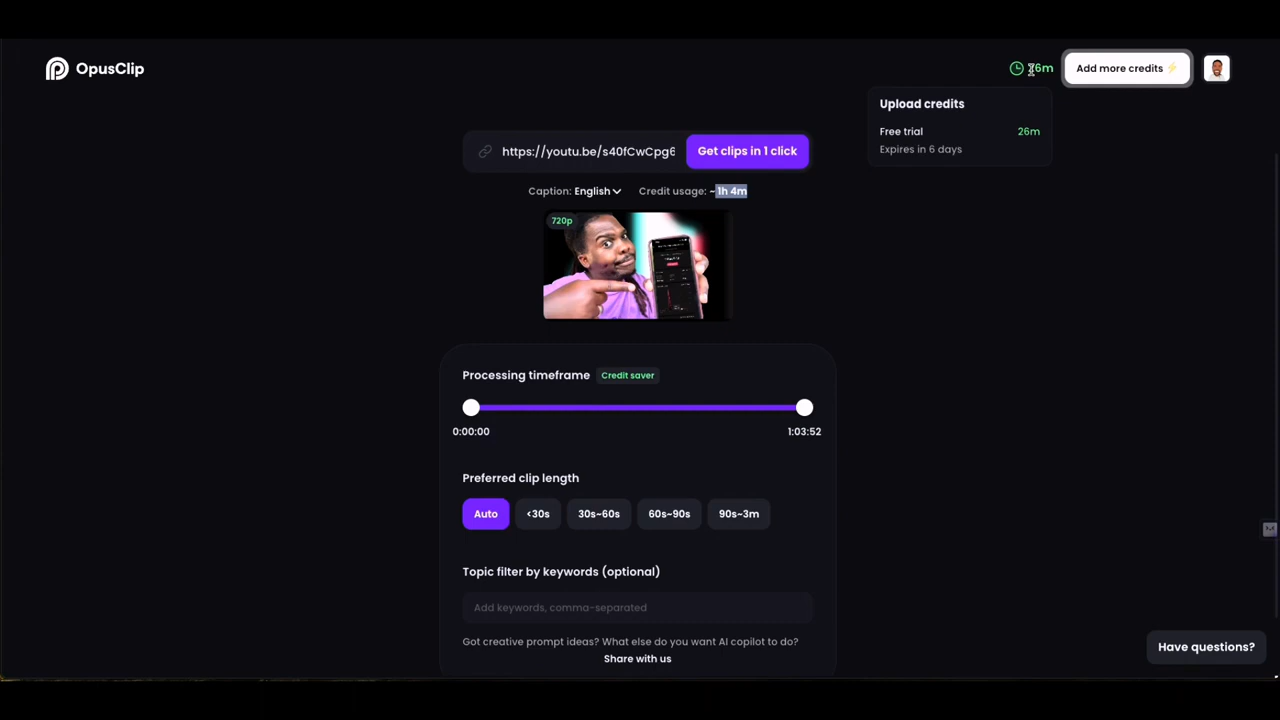 OpusClip
26m
Add more credits ⚡
Upload credits
Free trial 26m
Expires in 6 days
https://youtu.be/s40fCwCpg6
Get clips in 1 click
Caption: English Credit usage: ~1h 4m
720p
Processing timeframe Credit saver
0:00:00 1:03:52
Preferred clip length
Auto <30s 30s~60s 60s~90s 90s~3m
Topic filter by keywords (optional)
Add keywords, comma-separated
Got creative prompt ideas? What else do you want AI copilot to do?
Share with us
Have questions?